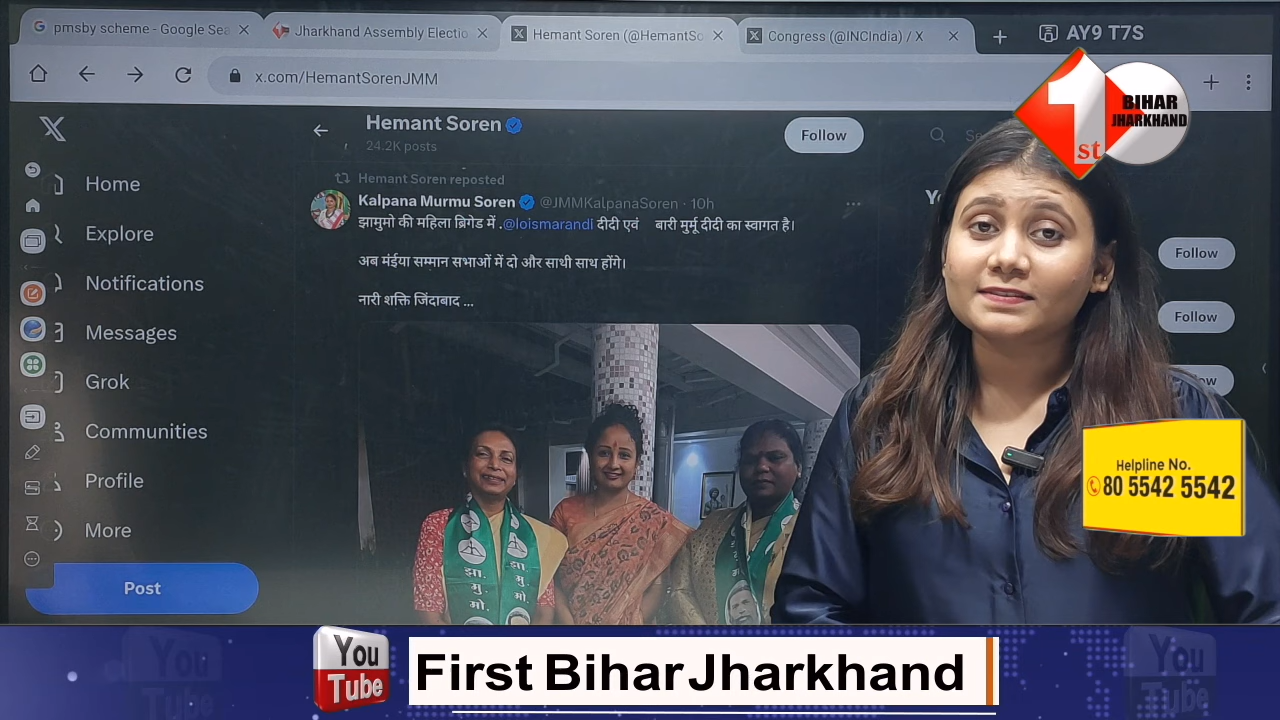 pmsby scheme - Google Sea
Jharkhand Assembly Electio
Hemant Soren (@HemantSo
Congress (@INCIndia) / X
AY9 T7S
x.com/HemantSorenJMM
1st
BIHAR
JHARKHAND
Hemant Soren
24.2K posts
Follow
Se
Hemant Soren reposted
Kalpana Murmu Soren @JMMKalpanaSoren · 10h
झामुमो की महिला ब्रिगेड में .@loismarandi दीदी एवं बारी मुर्मू दीदी का स्वागत है।
अब मंईया सम्मान सभाओं में दो और साथी साथ होंगे।
नारी शक्ति जिंदाबाद ...
Home
Explore
Notifications
Messages
Grok
Communities
Profile
More
Post
Follow
Follow
झा.
मु.
मो.
झा.
मु.
मो.
Helpline No.
80 5542 5542
You
Tube
First Bihar Jharkhand